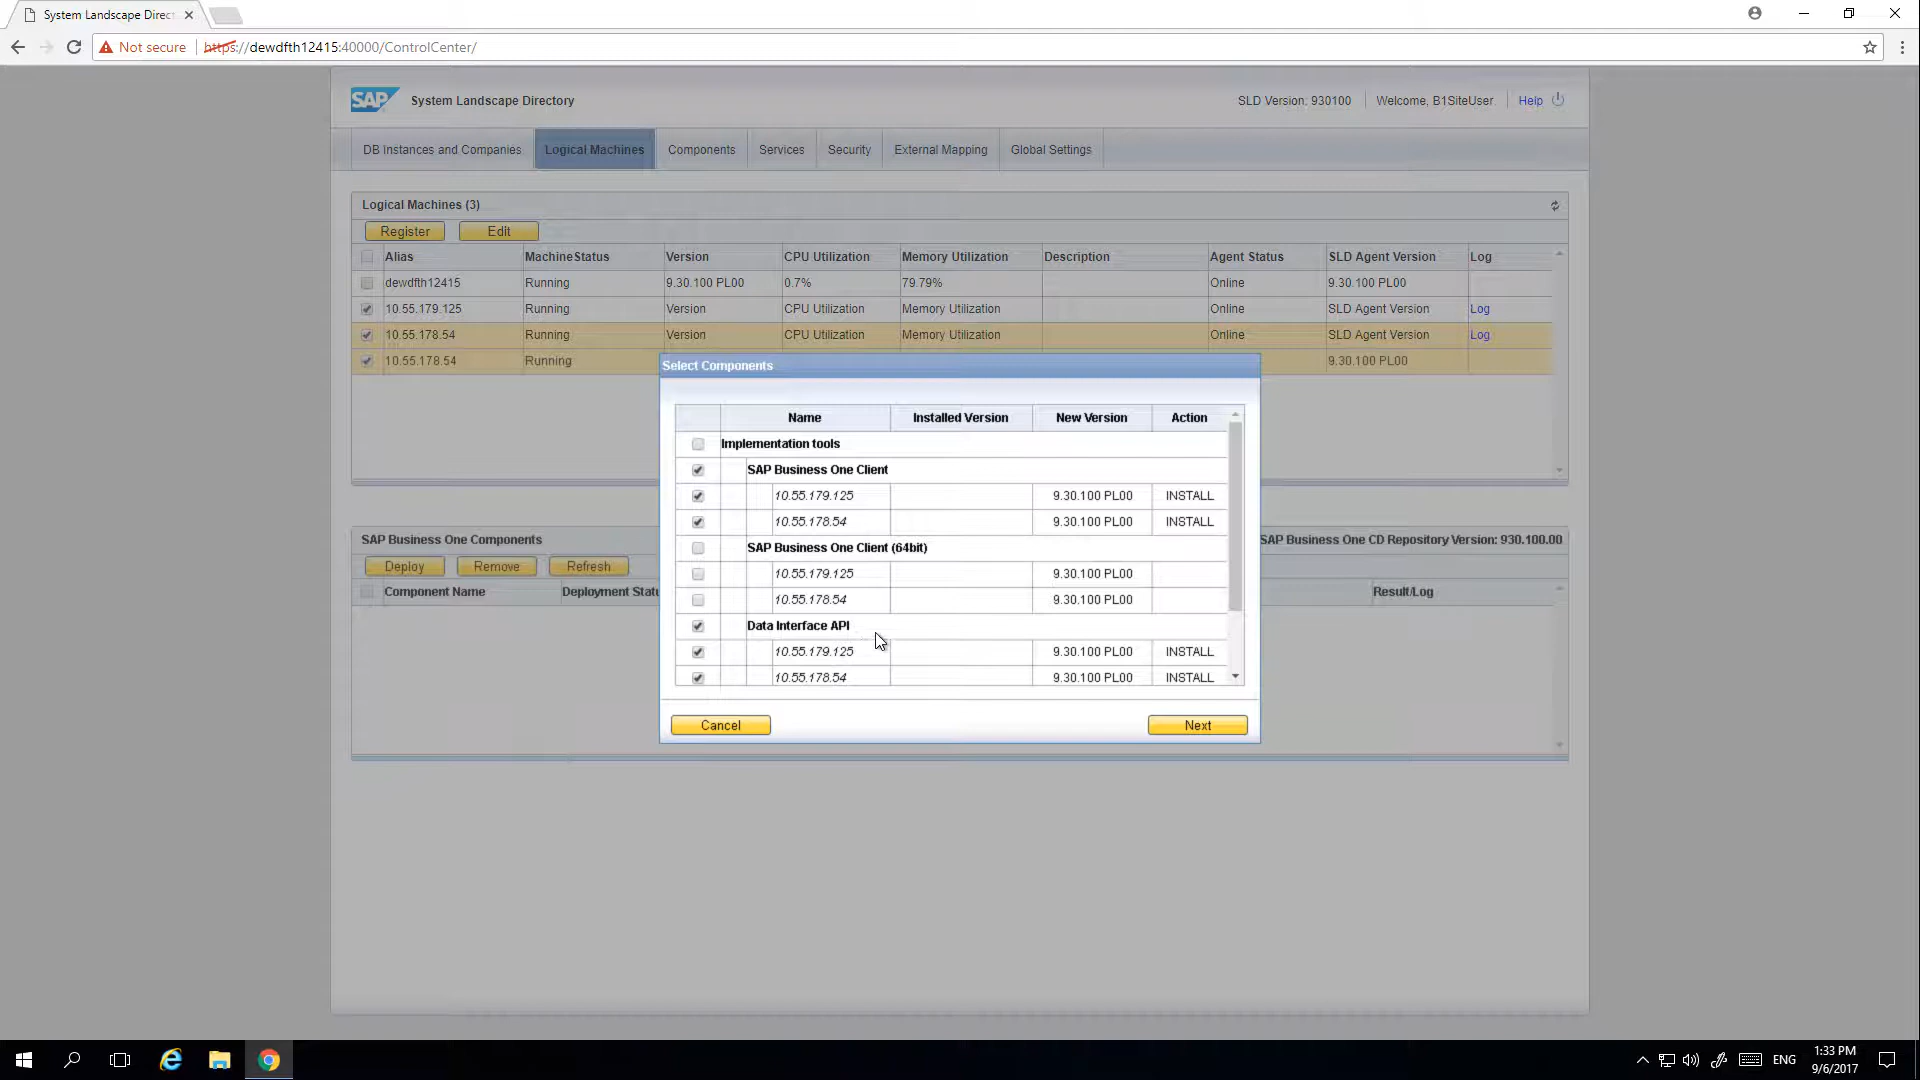 System Landscape Direc
Not secure https://dewdfth12415:40000/ControlCenter/
SAP System Landscape Directory SLD Version: 930100 Welcome, B1SiteUser Help
DB Instances and Companies Logical Machines Components Services Security External Mapping Global Settings
Logical Machines (3)
Register Edit
Alias MachineStatus Version CPU Utilization Memory Utilization Description Agent Status SLD Agent Version Log
dewdfth12415 Running 9.30.100 PL00 0.7% 79.79% Online 9.30.100 PL00
10.55.179.125 Running Version CPU Utilization Memory Utilization Online SLD Agent Version Log
10.55.178.54 Running Version CPU Utilization Memory Utilization Online SLD Agent Version Log
10.55.178.54 Running 9.30.100 PL00
Select Components
Name Installed Version New Version Action
Implementation tools
SAP Business One Client
10.55.179.125 9.30.100 PL00 INSTALL
10.55.178.54 9.30.100 PL00 INSTALL
SAP Business One Client (64bit)
10.55.179.125 9.30.100 PL00
10.55.178.54 9.30.100 PL00
Data Interface API
10.55.179.125 9.30.100 PL00 INSTALL
10.55.178.54 9.30.100 PL00 INSTALL
Cancel Next
SAP Business One Components SAP Business One CD Repository Version: 930.100.00
Deploy Remove Refresh
Component Name Deployment Statu Result/Log
ENG 1:33 PM
9/6/2017